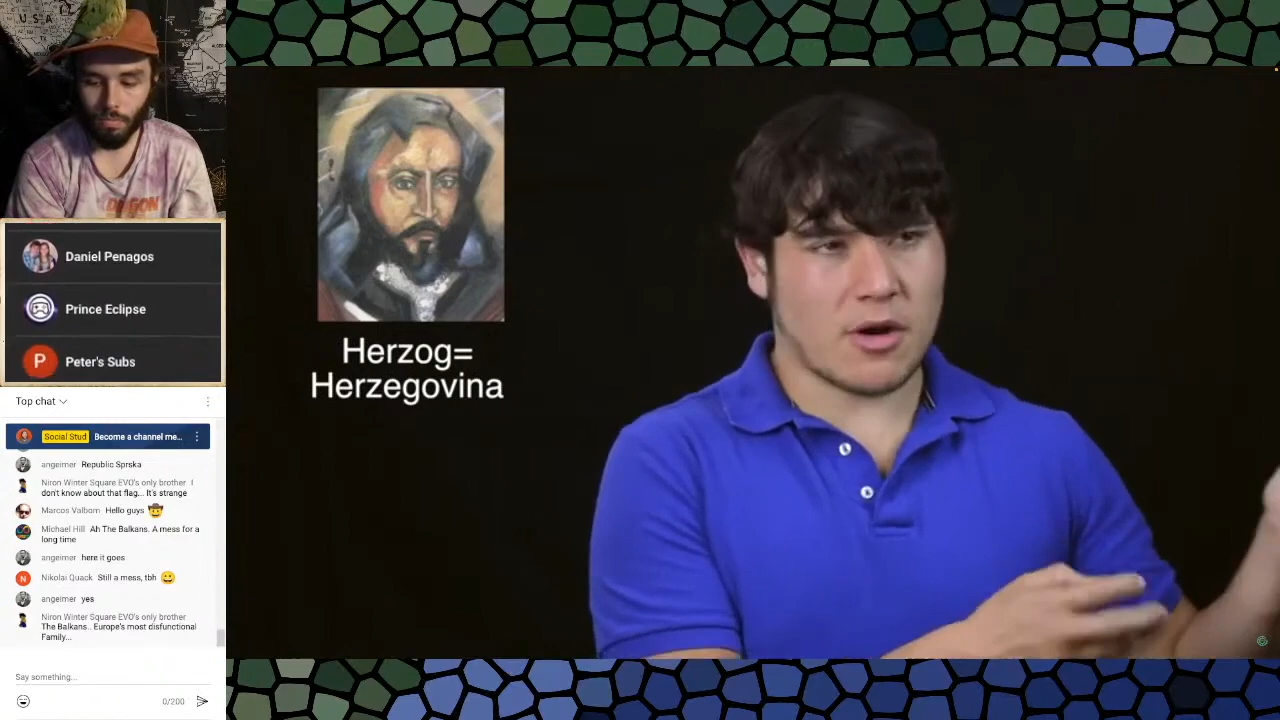 U.S.A.
Daniel Penagos
Prince Eclipse
P
Peter's Subs
Top chat
Social Stud Become a channel me...
angeimer Republic Sprska
Niron Winter Square EVO's only brother I
don't know about that flag... It's strange
Marcos Valbom Hello guys 🤠
Michael Hill Ah The Balkans. A mess for a
long time
angeimer here it goes
N Nikolai Quack Still a mess, tbh 😀
angeimer yes
Niron Winter Square EVO's only brother
The Balkans.. Europe's most disfunctional
Family...
Say something...
0/200
Herzog=
Herzegovina